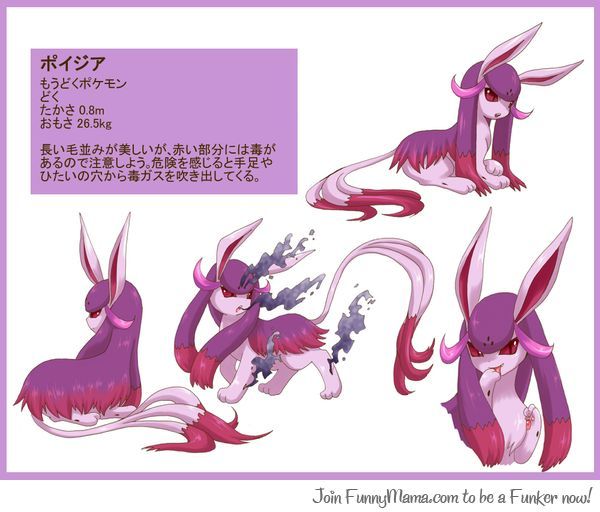 ポイジア
もうどくポケモン
どく
たかさ 0.8m
おもさ 26.5kg
長い毛並みが美しいが、赤い部分には毒が
あるので注意しよう。危険を感じると手足や
ひたいの穴から毒ガスを吹き出してくる。
Join FunnyMama.com to be a Funker now!